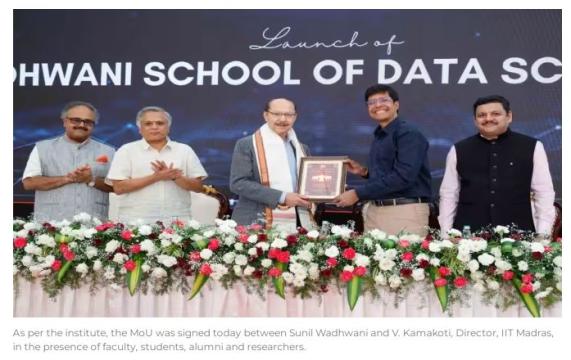 Launch of
DHWANI SCHOOL OF DATA SC
As per the institute, the MoU was signed today between Sunil Wadhwani and V. Kamakoti, Director, IIT Madras,
in the presence of faculty, students, alumni and researchers.